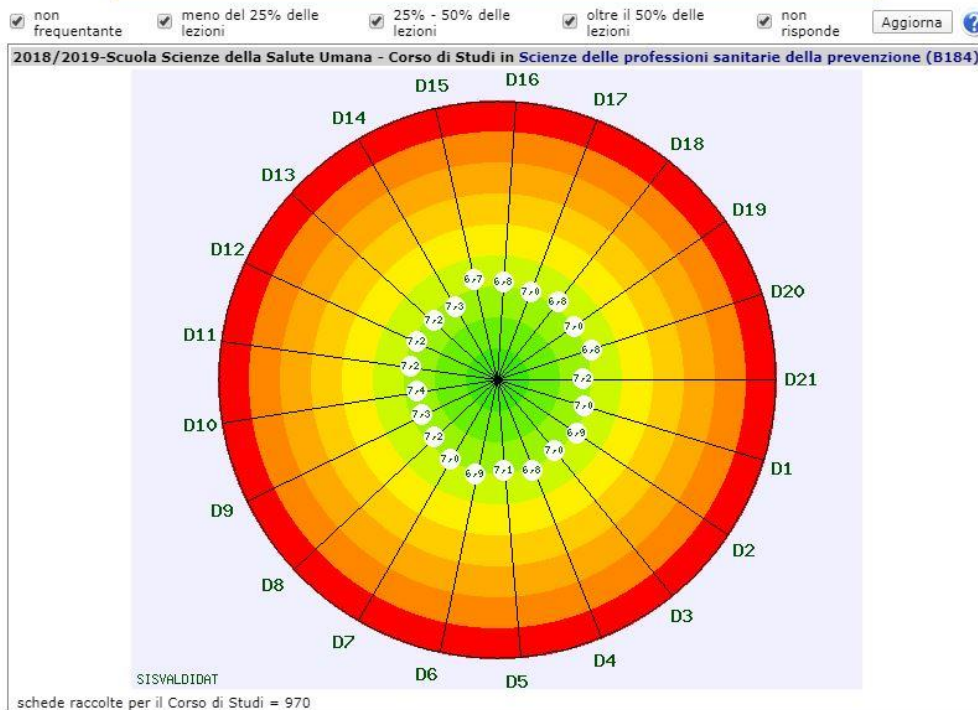 non frequentante
meno del 25% delle lezioni
25% - 50% delle lezioni
oltre il 50% delle lezioni
non risponde
Aggiorna
?
2018/2019-Scuola Scienze della Salute Umana - Corso di Studi in Scienze delle professioni sanitarie della prevenzione (B184)
D16
D15
D17
D14
D18
D13
D19
D12
D20
D11
D21
D10
D1
D9
D2
D8
D3
D7
D4
D6
D5
6,7
6,8
7,0
7,3
6,8
7,2
7,0
7,2
6,8
7,2
7,2
7,4
7,0
7,3
6,9
7,2
7,0
7,0
6,9
7,1
6,8
SISVALDIDAT
schede raccolte per il Corso di Studi = 970